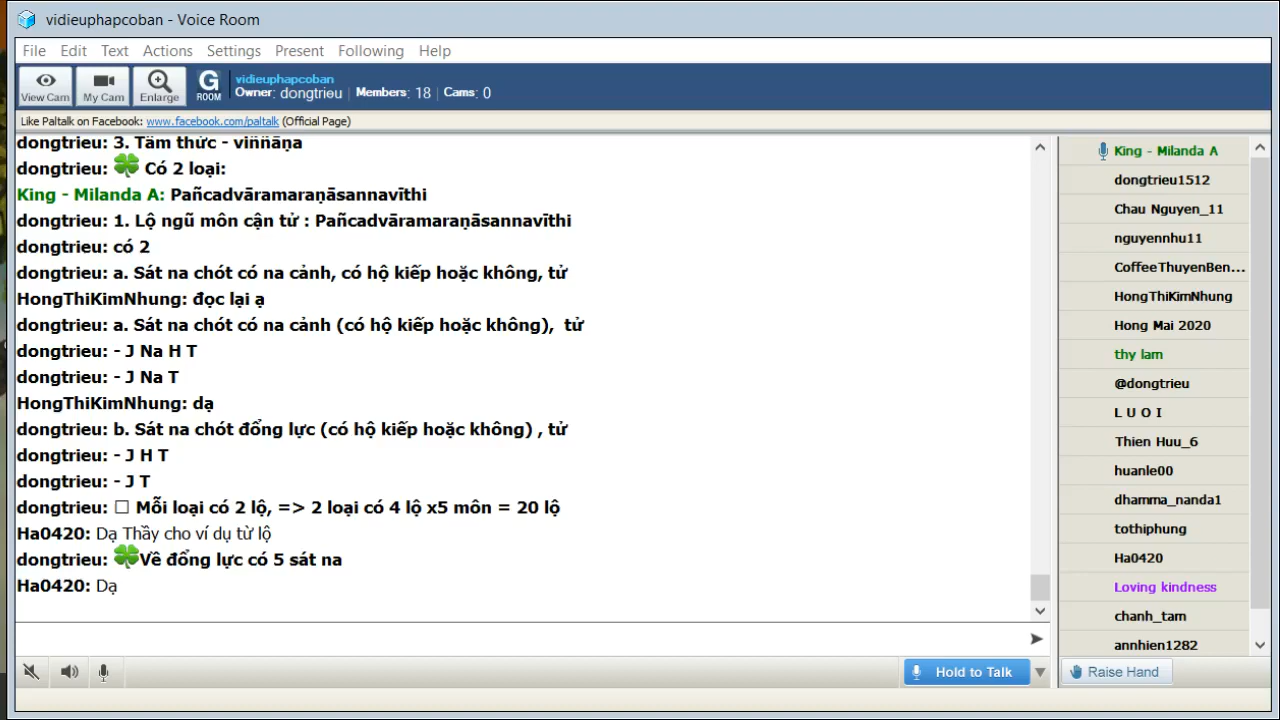 vidieuphapcoban - Voice Room
File Edit Text Actions Settings Present Following Help
View Cam
My Cam
Enlarge
G
ROOM
vidieuphapcoban
Owner: dongtrieu | Members: 18 | Cams: 0
Like Paltalk on Facebook: www.facebook.com/paltalk (Official Page)
dongtrieu: 3. Tâm thức - viññāṇa
dongtrieu: Có 2 loại:
King - Milanda A: Pañcadvāramaraṇāsannavīthi
dongtrieu: 1. Lộ ngũ môn cận tử : Pañcadvāramaraṇāsannavīthi
dongtrieu: có 2
dongtrieu: a. Sát na chót có na cảnh, có hộ kiếp hoặc không, tử
HongThiKimNhung: đọc lại ạ
dongtrieu: a. Sát na chót có na cảnh (có hộ kiếp hoặc không), tử
dongtrieu: - J Na H T
dongtrieu: - J Na T
HongThiKimNhung: dạ
dongtrieu: b. Sát na chót đổng lực (có hộ kiếp hoặc không) , tử
dongtrieu: - J H T
dongtrieu: - J T
dongtrieu: □ Mỗi loại có 2 lộ, => 2 loại có 4 lộ x5 môn = 20 lộ
Ha0420: Dạ Thầy cho ví dụ từ lộ
dongtrieu: Về đổng lực có 5 sát na
Ha0420: Dạ
King - Milanda A
dongtrieu1512
Chau Nguyen_11
nguyennhu11
CoffeeThuyenBen...
HongThiKimNhung
Hong Mai 2020
thy lam
@dongtrieu
L U O I
Thien Huu_6
huanle00
dhamma_nanda1
tothiphung
Ha0420
Loving kindness
chanh_tam
annhien1282
Hold to Talk
Raise Hand